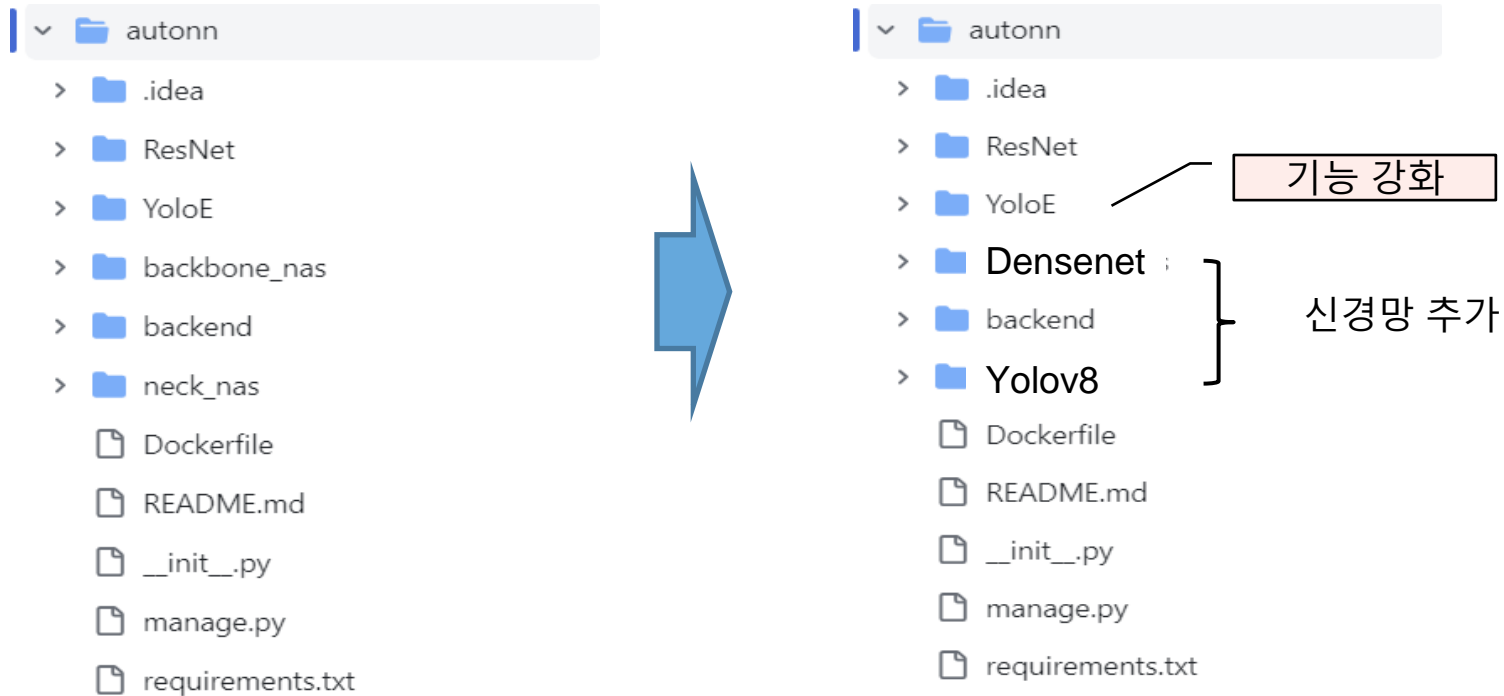 autonn
.idea
ResNet
YoloE
backbone_nas
backend
neck_nas
Dockerfile
README.md
__init__.py
manage.py
requirements.txt
autonn
.idea
ResNet
YoloE
기능 강화
Densenet
backend
신경망 추가
Yolov8
Dockerfile
README.md
__init__.py
manage.py
requirements.txt